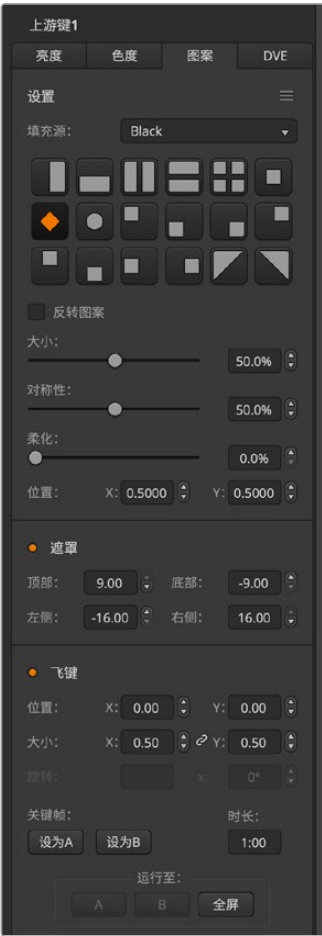 上游键1
亮度 色度 图案 DVE
设置
填充源: Black
反转图案
大小:
50.0%
对称性:
50.0%
柔化:
0.0%
位置: X: 0.5000 Y: 0.5000
遮罩
顶部: 9.00 底部: -9.00
左侧: -16.00 右侧: 16.00
飞键
位置: X: 0.00 Y: 0.00
大小: X: 0.50 Y: 0.50
旋转: x 0°
关键帧: 时长:
设为A 设为B 1:00
运行至:
A B 全屏